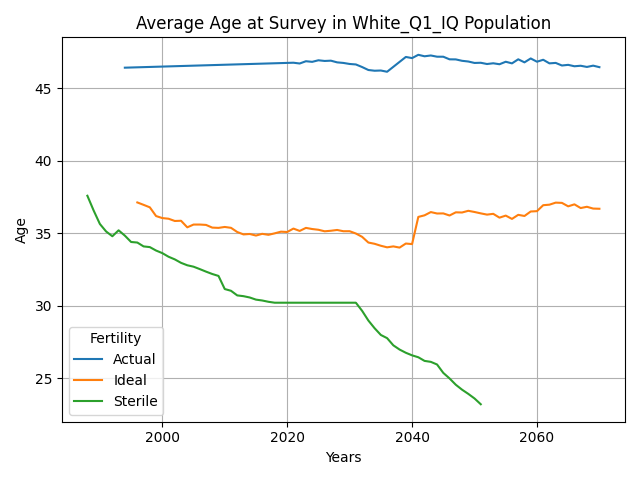 Average Age at Survey in White_Q1_IQ Population
45
40
35
30
25
Age
Fertility
Actual
Ideal
Sterile
2000
2020
2040
2060
Years